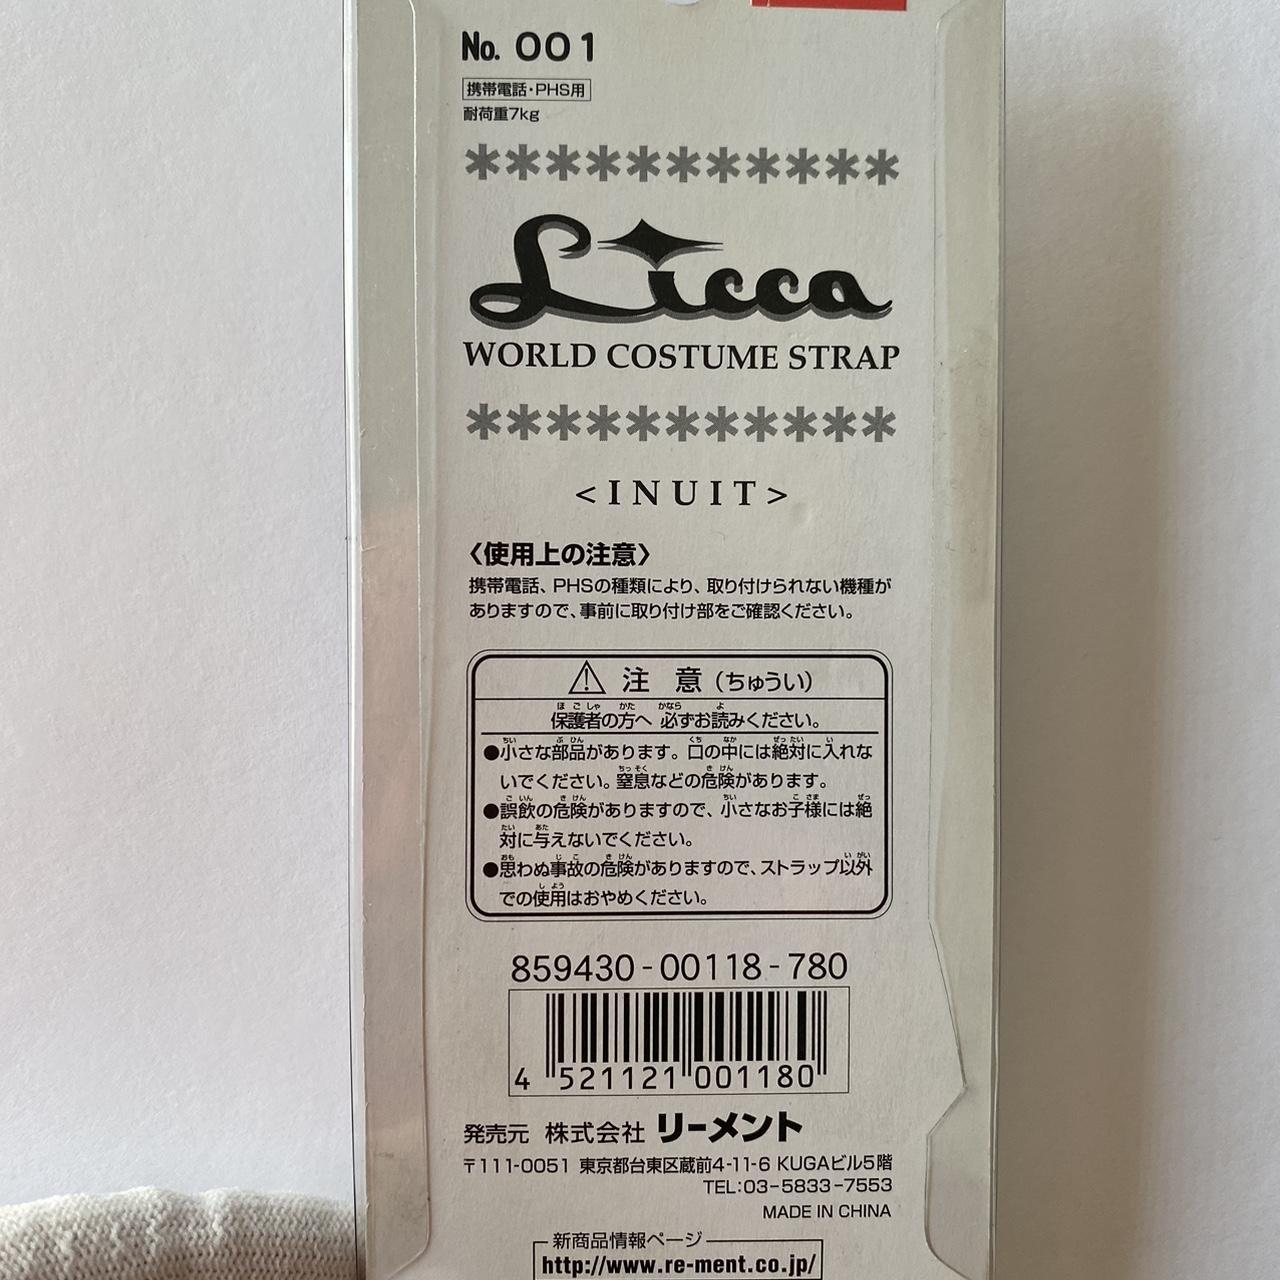 No. 001
携帯電話・PHS用
耐荷重7kg
***********
Licca
WORLD COSTUME STRAP
***********
<INUIT>
〈使用上の注意〉
携帯電話、PHSの種類により、取り付けられない機種が
ありますので、事前に取り付け部をご確認ください。
⚠ 注 意 (ちゅうい)
保護者の方へ 必ずお読みください。
●小さな部品があります。口の中には絶対に入れな
いでください。窒息などの危険があります。
●誤飲の危険がありますので、小さなお子様には絶
対に与えないでください。
●思わぬ事故の危険がありますので、ストラップ以外
での使用はおやめください。
859430-00118-780
4 521121 001180
発売元 株式会社 リーメント
〒111-0051 東京都台東区蔵前4-11-6 KUGAビル5階
TEL:03-5833-7553
MADE IN CHINA
新商品情報ページ
http://www.re-ment.co.jp/